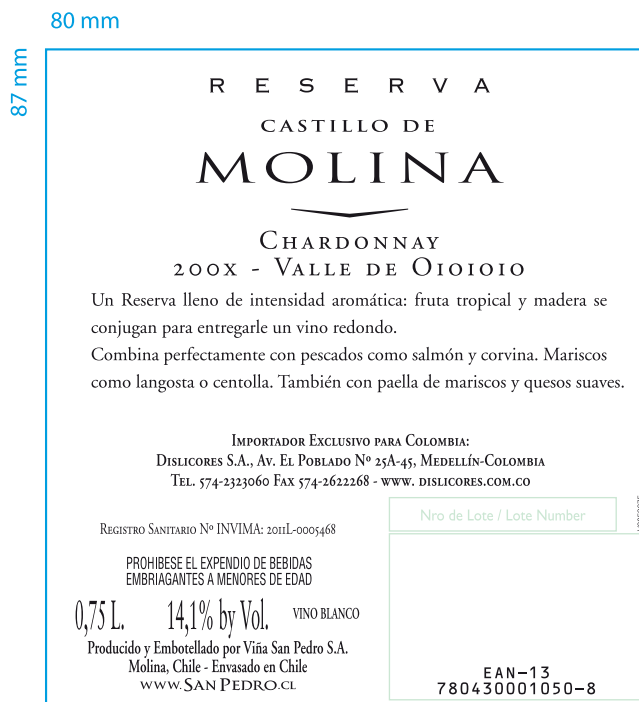 80 mm
87 mm
RESERVA
CASTILLO DE
MOLINA
CHARDONNAY
200X - VALLE DE OIOIOIO
Un Reserva lleno de intensidad aromática: fruta tropical y madera se
conjugan para entregarle un vino redondo.
Combina perfectamente con pescados como salmón y corvina. Mariscos
como langosta o centolla. También con paella de mariscos y quesos suaves.
IMPORTADOR EXCLUSIVO PARA COLOMBIA:
DISLICORES S.A., AV. EL POBLADO Nº 25A-45, MEDELLÍN-COLOMBIA
TEL. 574-2323060 FAX 574-2622268 - WWW. DISLICORES.COM.CO
Nro de Lote / Lote Number
REGISTRO SANITARIO Nº INVIMA: 2011L-0005468
PROHIBESE EL EXPENDIO DE BEBIDAS
EMBRIAGANTES A MENORES DE EDAD
0,75 L. 14,1% by Vol. VINO BLANCO
Producido y Embotellado por Viña San Pedro S.A.
Molina, Chile - Envasado en Chile
WWW.SANPEDRO.CL
EAN-13
780430001050-8